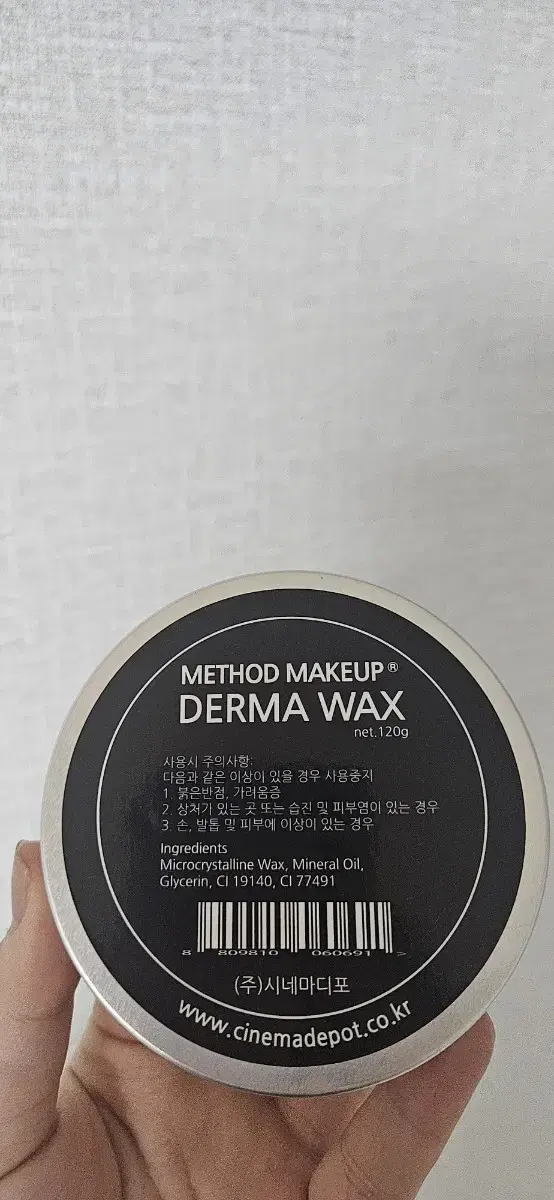 METHOD MAKEUP®
DERMA WAX
net.120g
사용시 주의사항:
다음과 같은 이상이 있을 경우 사용중지
1. 붉은반점, 가려움증
2. 상처가 있는 곳 또는 습진 및 피부염이 있는 경우
3. 손, 발톱 및 피부에 이상이 있는 경우
Ingredients
Microcrystalline Wax, Mineral Oil,
Glycerin, CI 19140, CI 77491
8 809810 060691 >
(주)시네마디포
www.cinemadepot.co.kr